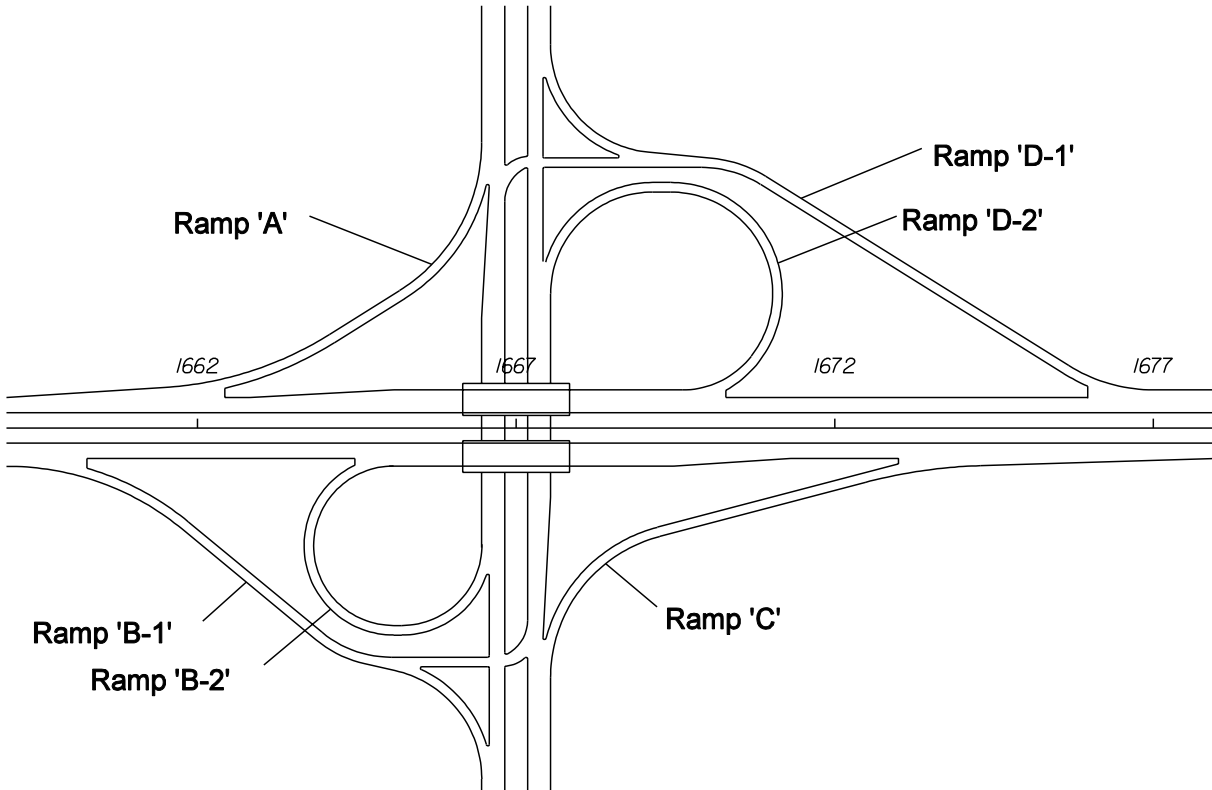 Ramp 'D-1'
Ramp 'A'
Ramp 'D-2'
1662
1667
1672
1677
Ramp 'C'
Ramp 'B-1'
Ramp 'B-2'